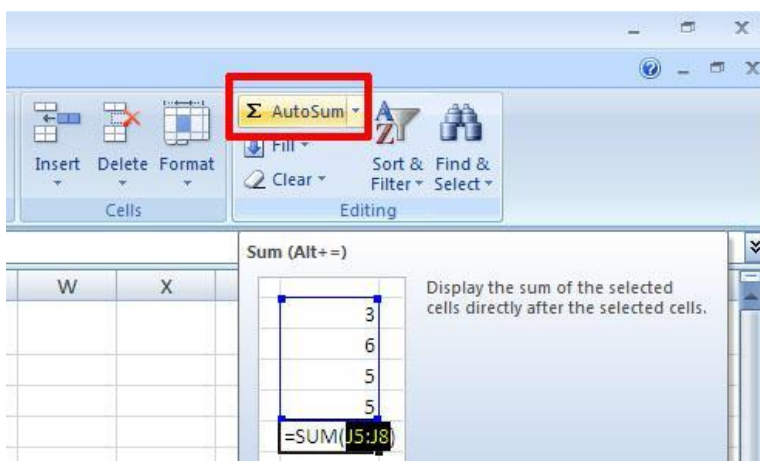 Σ AutoSum
Fill
Clear
Insert Delete Format
Sort & Filter
Find & Select
Cells
Editing
Sum (Alt+=)
W X
Display the sum of the selected
cells directly after the selected cells.
3
6
5
5
=SUM(J5:J8)